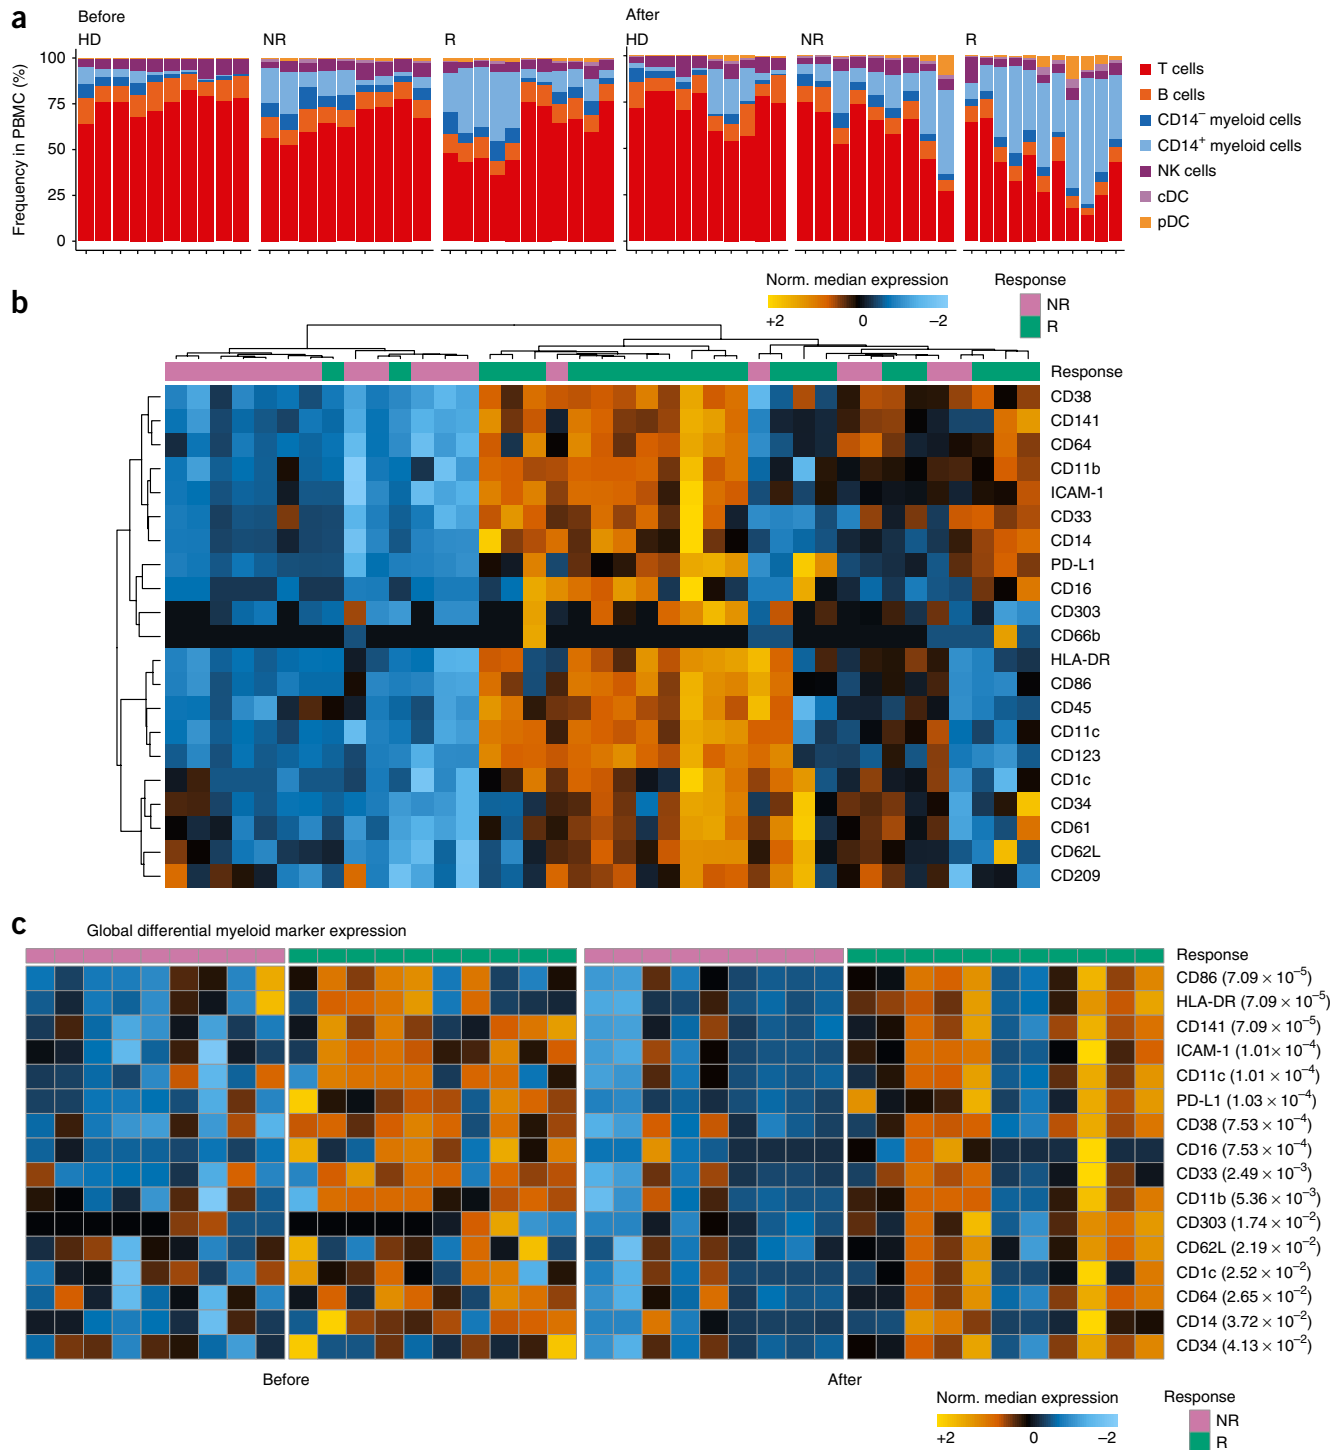 a
Before
After
HD
NR
R
HD
NR
R
Frequency in PBMC (%)
100
75
50
25
0
T cells
B cells
CD14⁻ myeloid cells
CD14⁺ myeloid cells
NK cells
cDC
pDC
b
Norm. median expression
+2
0
−2
Response
NR
R
Response
CD38
CD141
CD64
CD11b
ICAM-1
CD33
CD14
PD-L1
CD16
CD303
CD66b
HLA-DR
CD86
CD45
CD11c
CD123
CD1c
CD34
CD61
CD62L
CD209
c
Global differential myeloid marker expression
Response
CD86 (7.09 × 10⁻⁵)
HLA-DR (7.09 × 10⁻⁵)
CD141 (7.09 × 10⁻⁵)
ICAM-1 (1.01× 10⁻⁴)
CD11c (1.01 × 10⁻⁴)
PD-L1 (1.03 × 10⁻⁴)
CD38 (7.53 × 10⁻⁴)
CD16 (7.53 × 10⁻⁴)
CD33 (2.49 × 10⁻³)
CD11b (5.36 × 10⁻³)
CD303 (1.74 × 10⁻²)
CD62L (2.19 × 10⁻²)
CD1c (2.52 × 10⁻²)
CD64 (2.65 × 10⁻²)
CD14 (3.72 × 10⁻²)
CD34 (4.13 × 10⁻²)
Before
After
Norm. median expression
+2
0
−2
Response
NR
R